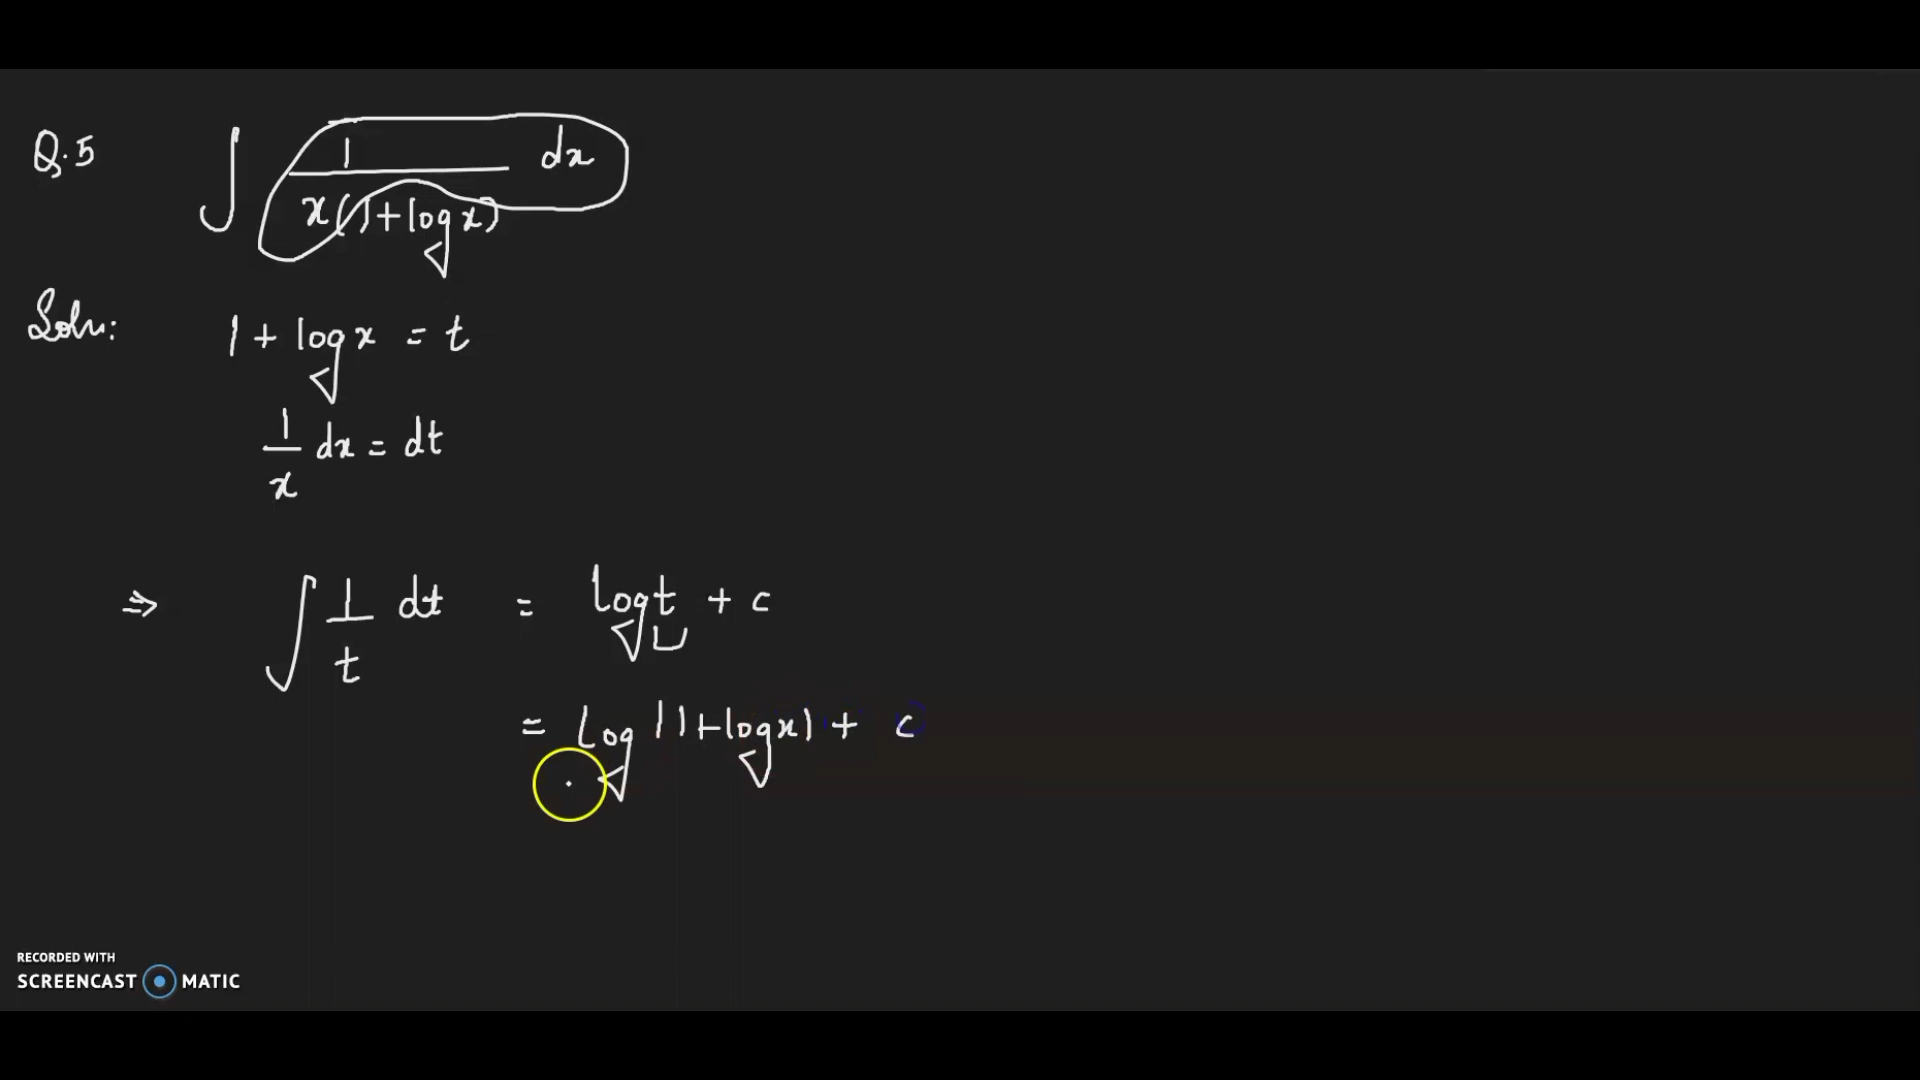 Q.5 ∫ 1/x(1+log x) dx
Soln: 1 + log x = t
1/x dx = dt
⇒ ∫ 1/t dt = log t + c
= log |1+log x| + c
RECORDED WITH
SCREENCAST MATIC